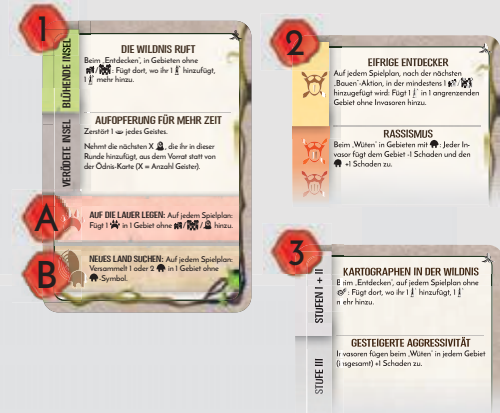 1
BLÜHENDE INSEL
DIE WILDNIS RUFT
Beim „Entdecken", in Gebieten ohne
/ : Fügt dort, wo ihr 1 hinzufügt,
1 mehr hinzu.
VERÖDETE INSEL
AUFOPFERUNG FÜR MEHR ZEIT
Zerstört 1 jedes Geistes.
Nehmt die nächsten X , die ihr in dieser
Runde hinzufügt, aus dem Vorrat statt von
der Ödnis-Karte (X = Anzahl Geister).
A
AUF DIE LAUER LEGEN: Auf jedem Spielplan:
Fügt 1 in 1 Gebiet ohne / / hinzu.
B
NEUES LAND SUCHEN: Auf jedem Spielplan:
Versammelt 1 oder 2 in 1 Gebiet ohne
-Symbol.
2
EIFRIGE ENTDECKER
Auf jedem Spielplan, nach der nächsten
„Bauen"-Aktion, in der mindestens 1 /
hinzugefügt wird: Fügt 1 in 1 angrenzenden
Gebiet ohne Invasoren hinzu.
RASSISMUS
Beim „Wüten" in Gebieten mit : Jeder In-
vasor fügt dem Gebiet -1 Schaden und den
+1 Schaden zu.
3
STUFEN I + II
KARTOGRAPHEN IN DER WILDNIS
Beim „Entdecken", auf jedem Spielplan ohne
: Fügt dort, wo ihr 1 hinzufügt, 1
mehr hinzu.
STUFE III
GESTEIGERTE AGGRESSIVITÄT
Invasoren fügen beim „Wüten" in jedem Gebiet
(insgesamt) +1 Schaden zu.